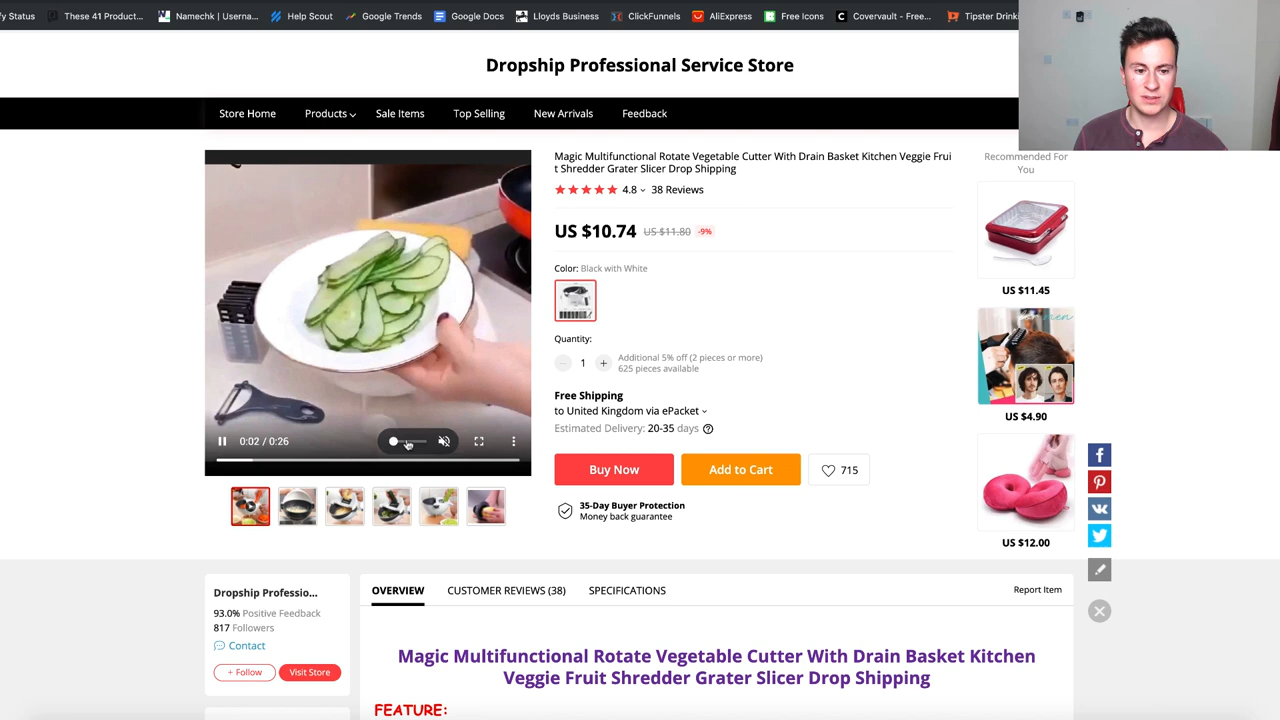 fy Status
These 41 Product...
Namechk | Userna...
Help Scout
Google Trends
Google Docs
Lloyds Business
ClickFunnels
AliExpress
Free Icons
Covervault - Free...
Tipster Drinki
Dropship Professional Service Store
Store Home
Products
Sale Items
Top Selling
New Arrivals
Feedback
Magic Multifunctional Rotate Vegetable Cutter With Drain Basket Kitchen Veggie Frui
t Shredder Grater Slicer Drop Shipping
4.8
38 Reviews
US $10.74 US $11.80 -9%
Color: Black with White
Quantity:
1
Additional 5% off (2 pieces or more)
625 pieces available
Free Shipping
to United Kingdom via ePacket
Estimated Delivery: 20-35 days
Buy Now
Add to Cart
715
35-Day Buyer Protection
Money back guarantee
0:02 / 0:26
Recommended For
You
US $11.45
US $4.90
US $12.00
Dropship Professio...
93.0% Positive Feedback
817 Followers
Contact
+ Follow
Visit Store
OVERVIEW
CUSTOMER REVIEWS (38)
SPECIFICATIONS
Report Item
Magic Multifunctional Rotate Vegetable Cutter With Drain Basket Kitchen
Veggie Fruit Shredder Grater Slicer Drop Shipping
FEATURE: